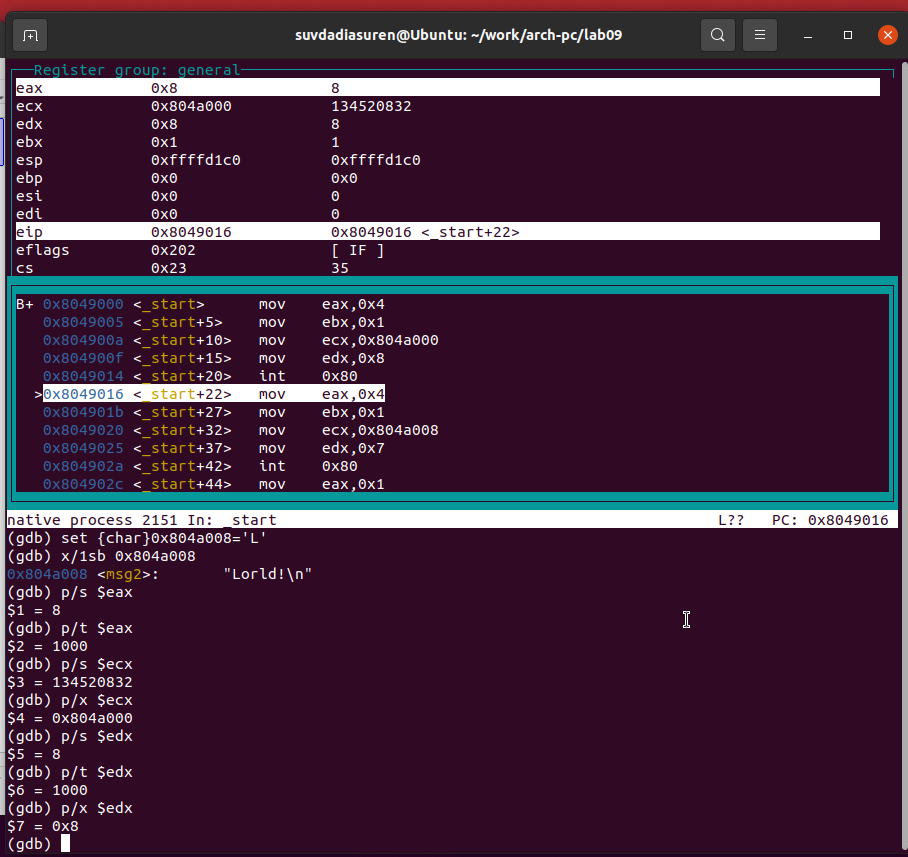 suvdadiasuren@Ubuntu: ~/work/arch-pc/lab09
Register group: general
eax 0x8 8
ecx 0x804a000 134520832
edx 0x8 8
ebx 0x1 1
esp 0xffffd1c0 0xffffd1c0
ebp 0x0 0x0
esi 0x0 0
edi 0x0 0
eip 0x8049016 0x8049016 <_start+22>
eflags 0x202 [ IF ]
cs 0x23 35
B+ 0x8049000 <_start> mov eax,0x4
0x8049005 <_start+5> mov ebx,0x1
0x804900a <_start+10> mov ecx,0x804a000
0x804900f <_start+15> mov edx,0x8
0x8049014 <_start+20> int 0x80
>0x8049016 <_start+22> mov eax,0x4
0x804901b <_start+27> mov ebx,0x1
0x8049020 <_start+32> mov ecx,0x804a008
0x8049025 <_start+37> mov edx,0x7
0x804902a <_start+42> int 0x80
0x804902c <_start+44> mov eax,0x1
native process 2151 In: _start L?? PC: 0x8049016
(gdb) set {char}0x804a008='L'
(gdb) x/1sb 0x804a008
0x804a008 <msg2>: "Lorld!\n"
(gdb) p/s $eax
$1 = 8
(gdb) p/t $eax
$2 = 1000
(gdb) p/s $ecx
$3 = 134520832
(gdb) p/x $ecx
$4 = 0x804a000
(gdb) p/s $edx
$5 = 8
(gdb) p/t $edx
$6 = 1000
(gdb) p/x $edx
$7 = 0x8
(gdb)